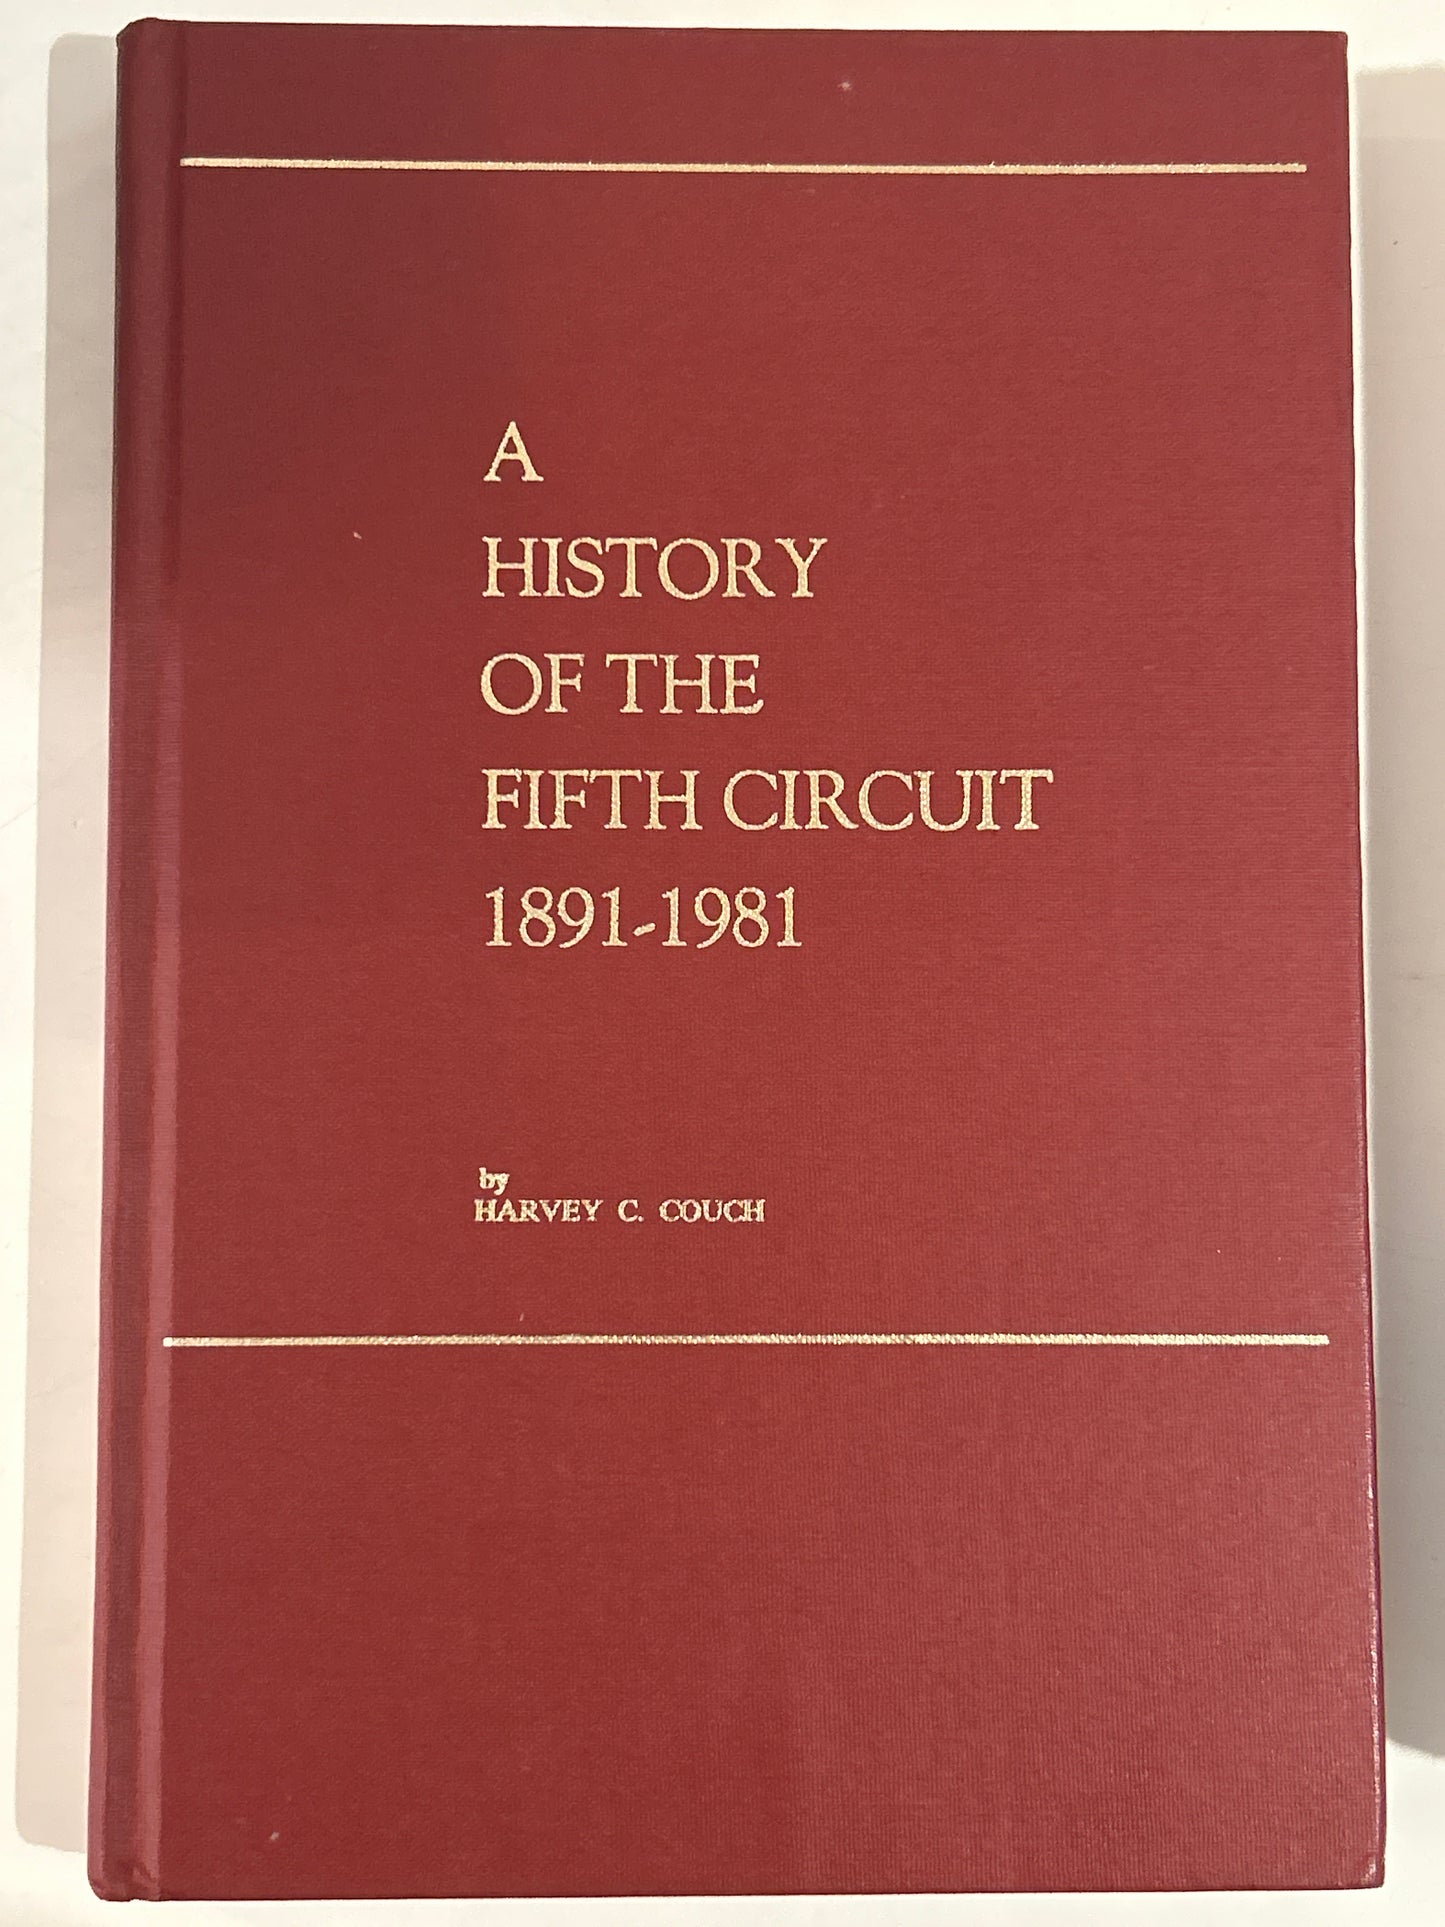 A
HISTORY
OF THE
FIFTH CIRCUIT
1891-1981
by
HARVEY C. COUCH